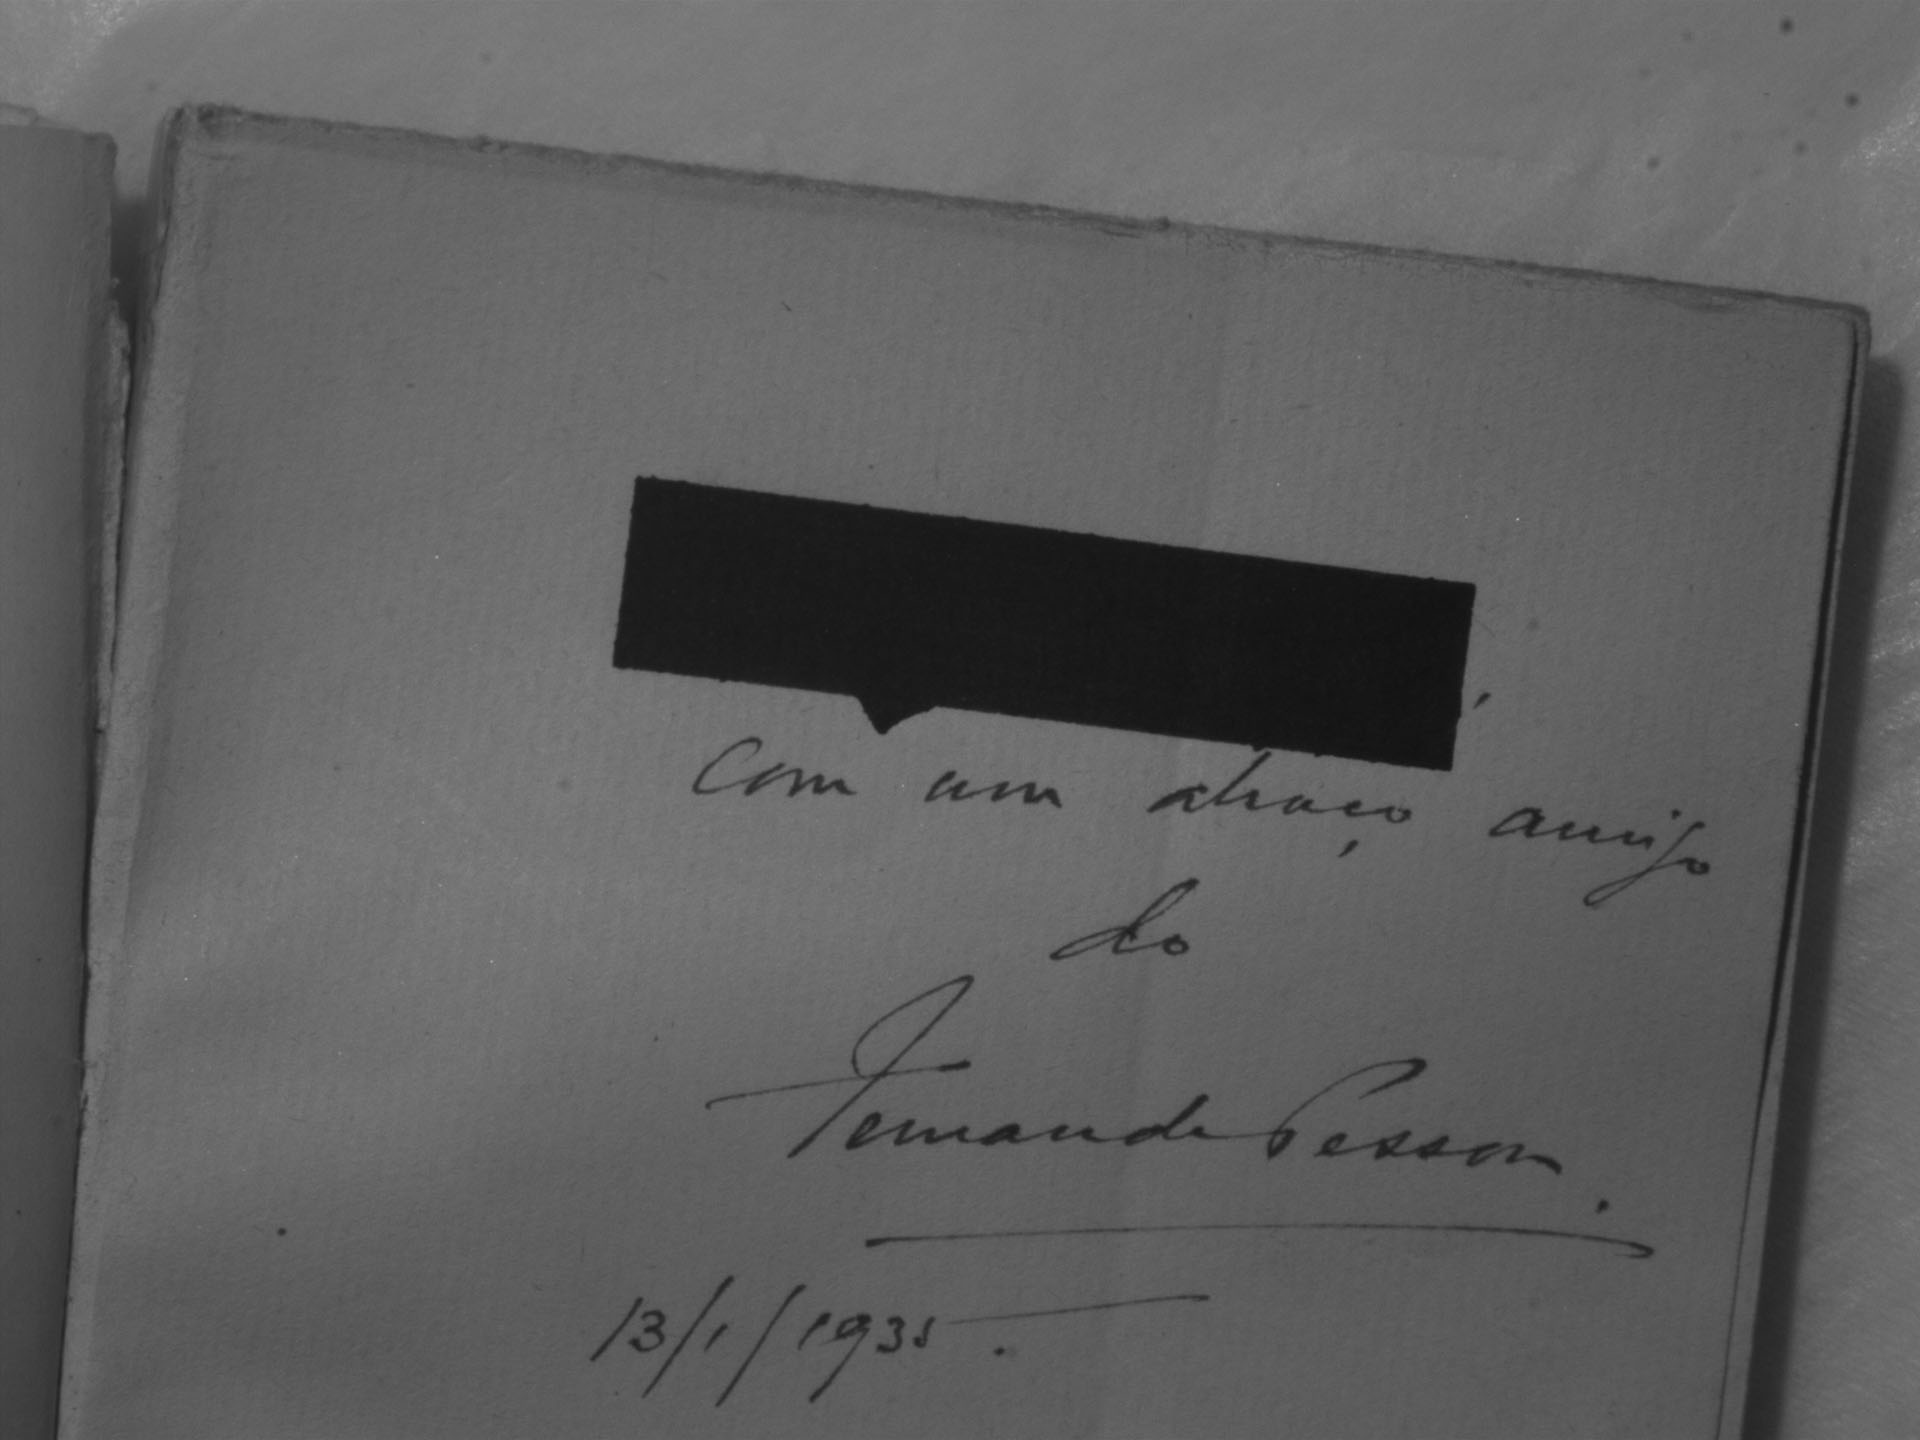 ,
Com um abraço amigo
do
Fernando Pessoa.
13/1/1935.